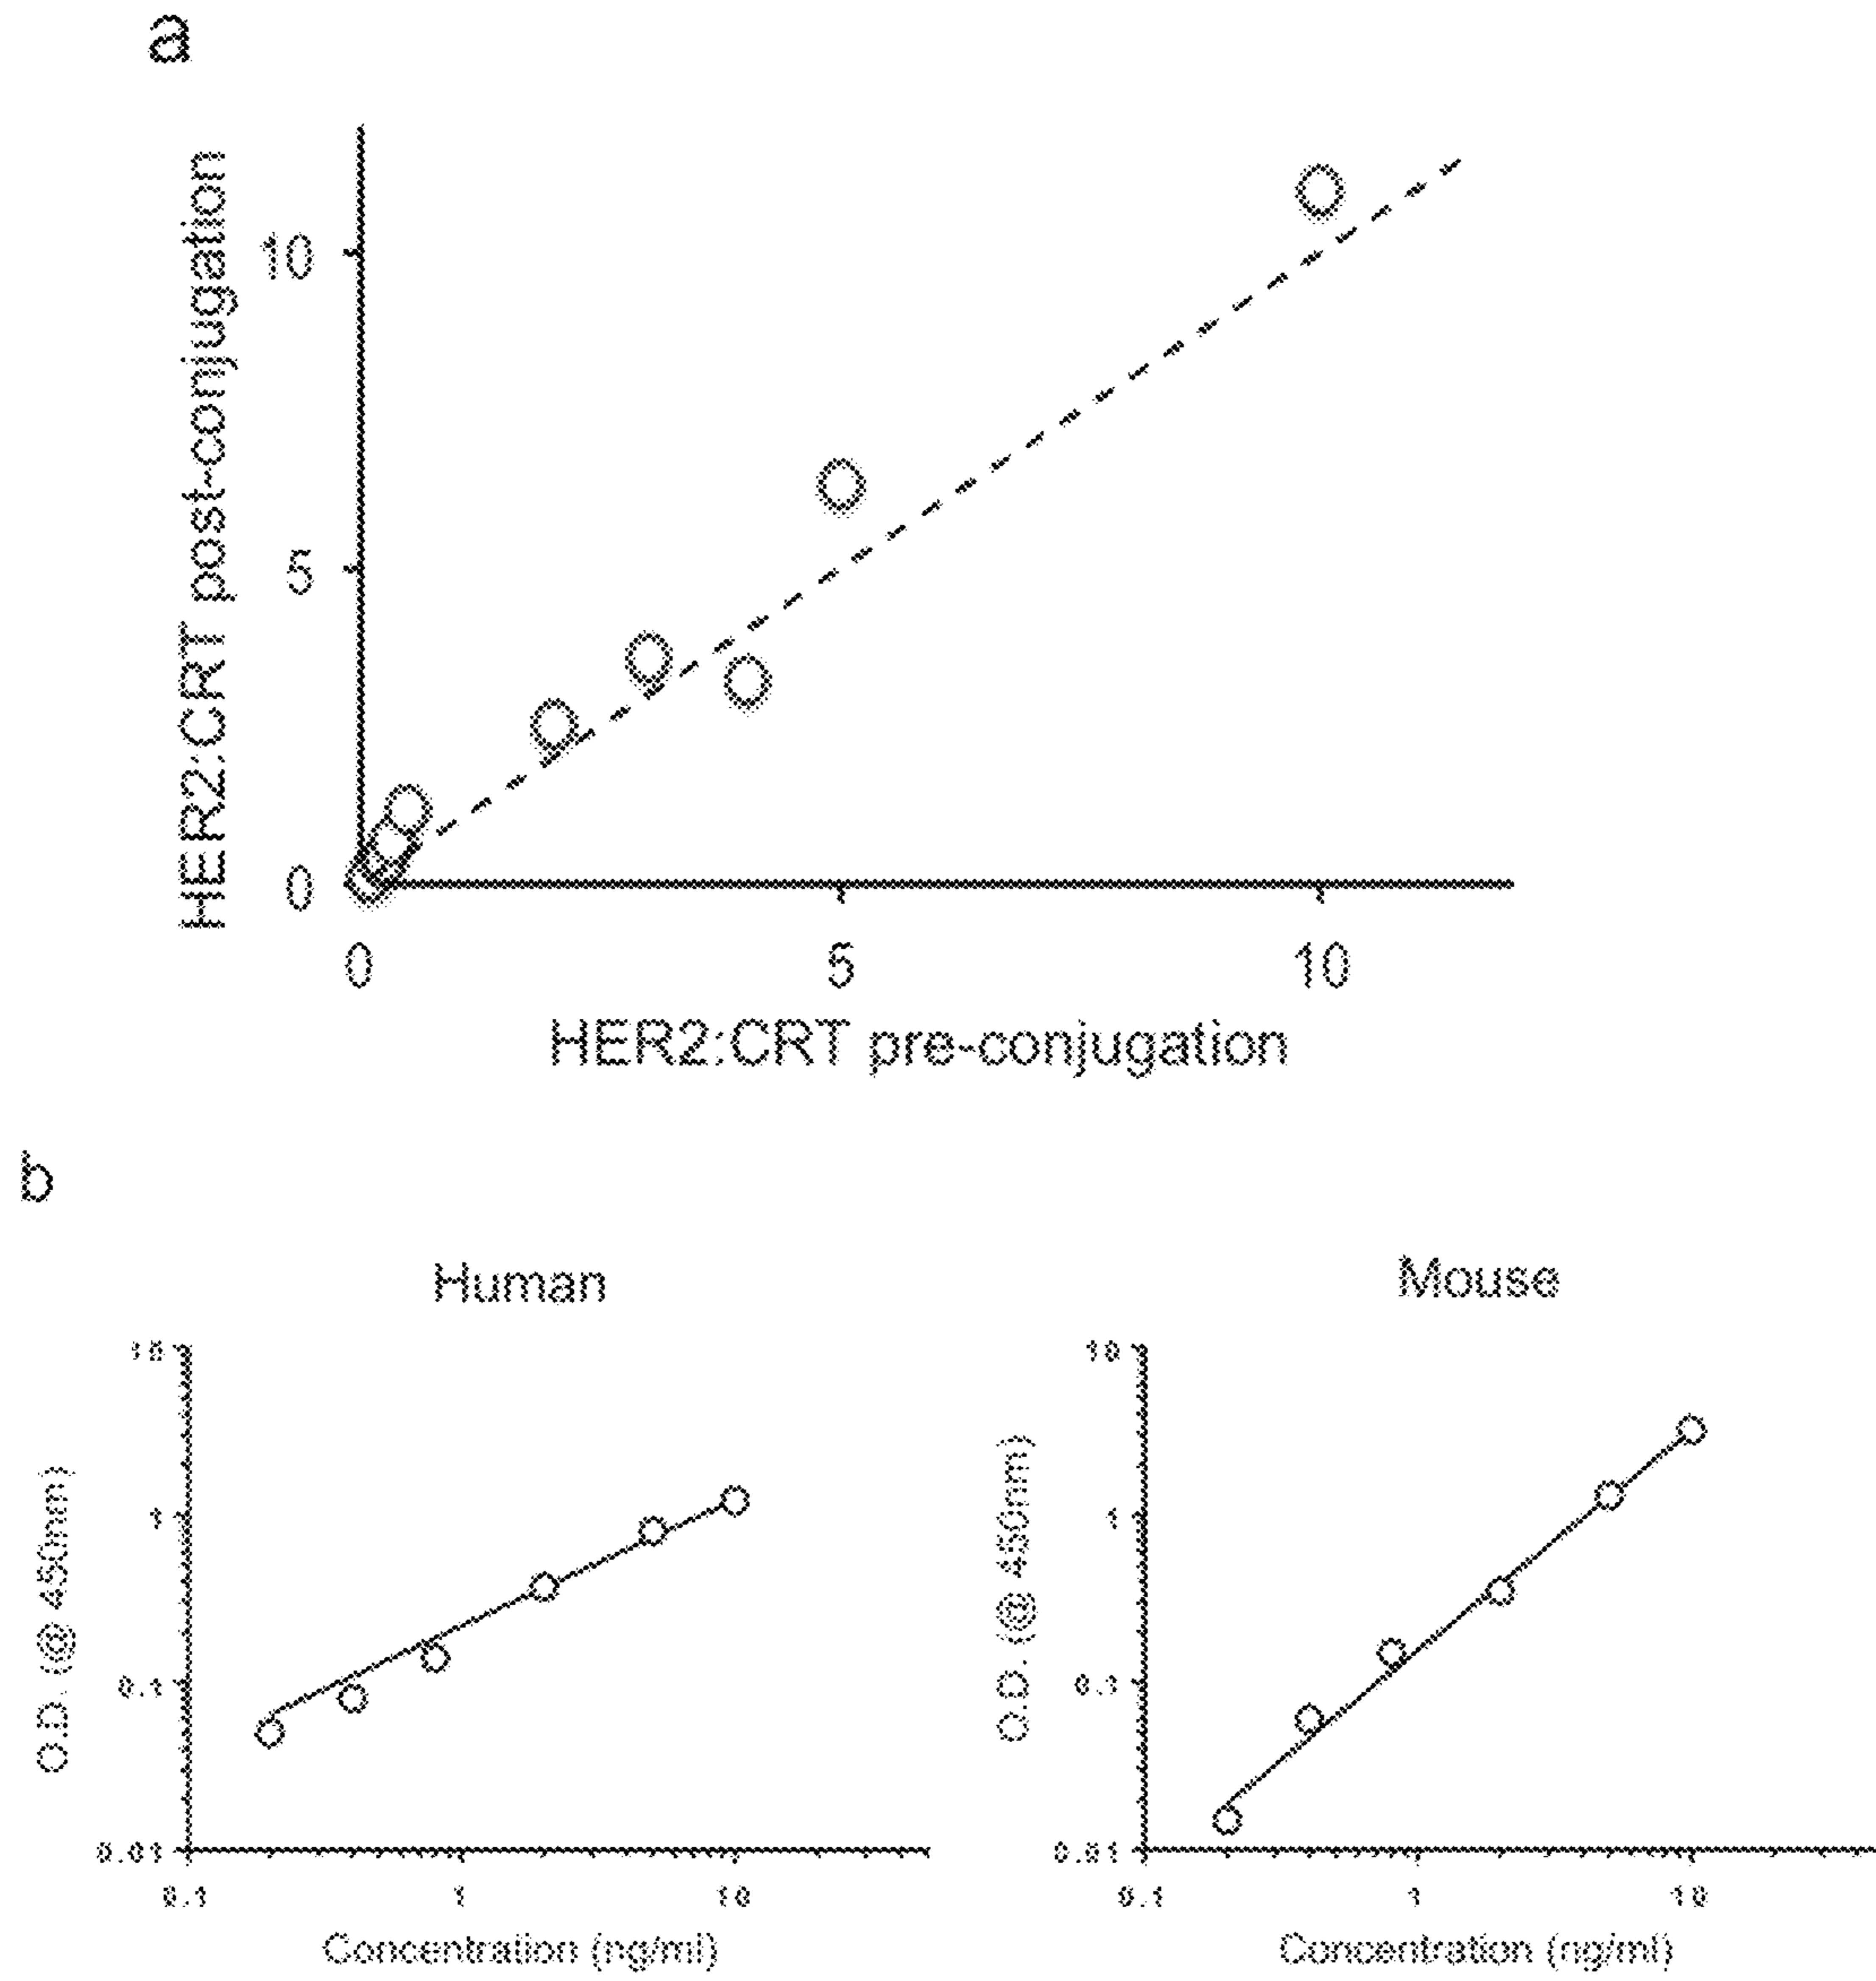 a
HER2:CRT post-conjugation
10
5
0
0 5 10
HER2:CRT pre-conjugation
b
Human
O.D. (@ 450nm)
10
1
0.1
0.01
0.1 1 10
Concentration (ng/ml)
Mouse
O.D. (@ 450nm)
10
1
0.1
0.01
0.1 1 10
Concentration (ng/ml)